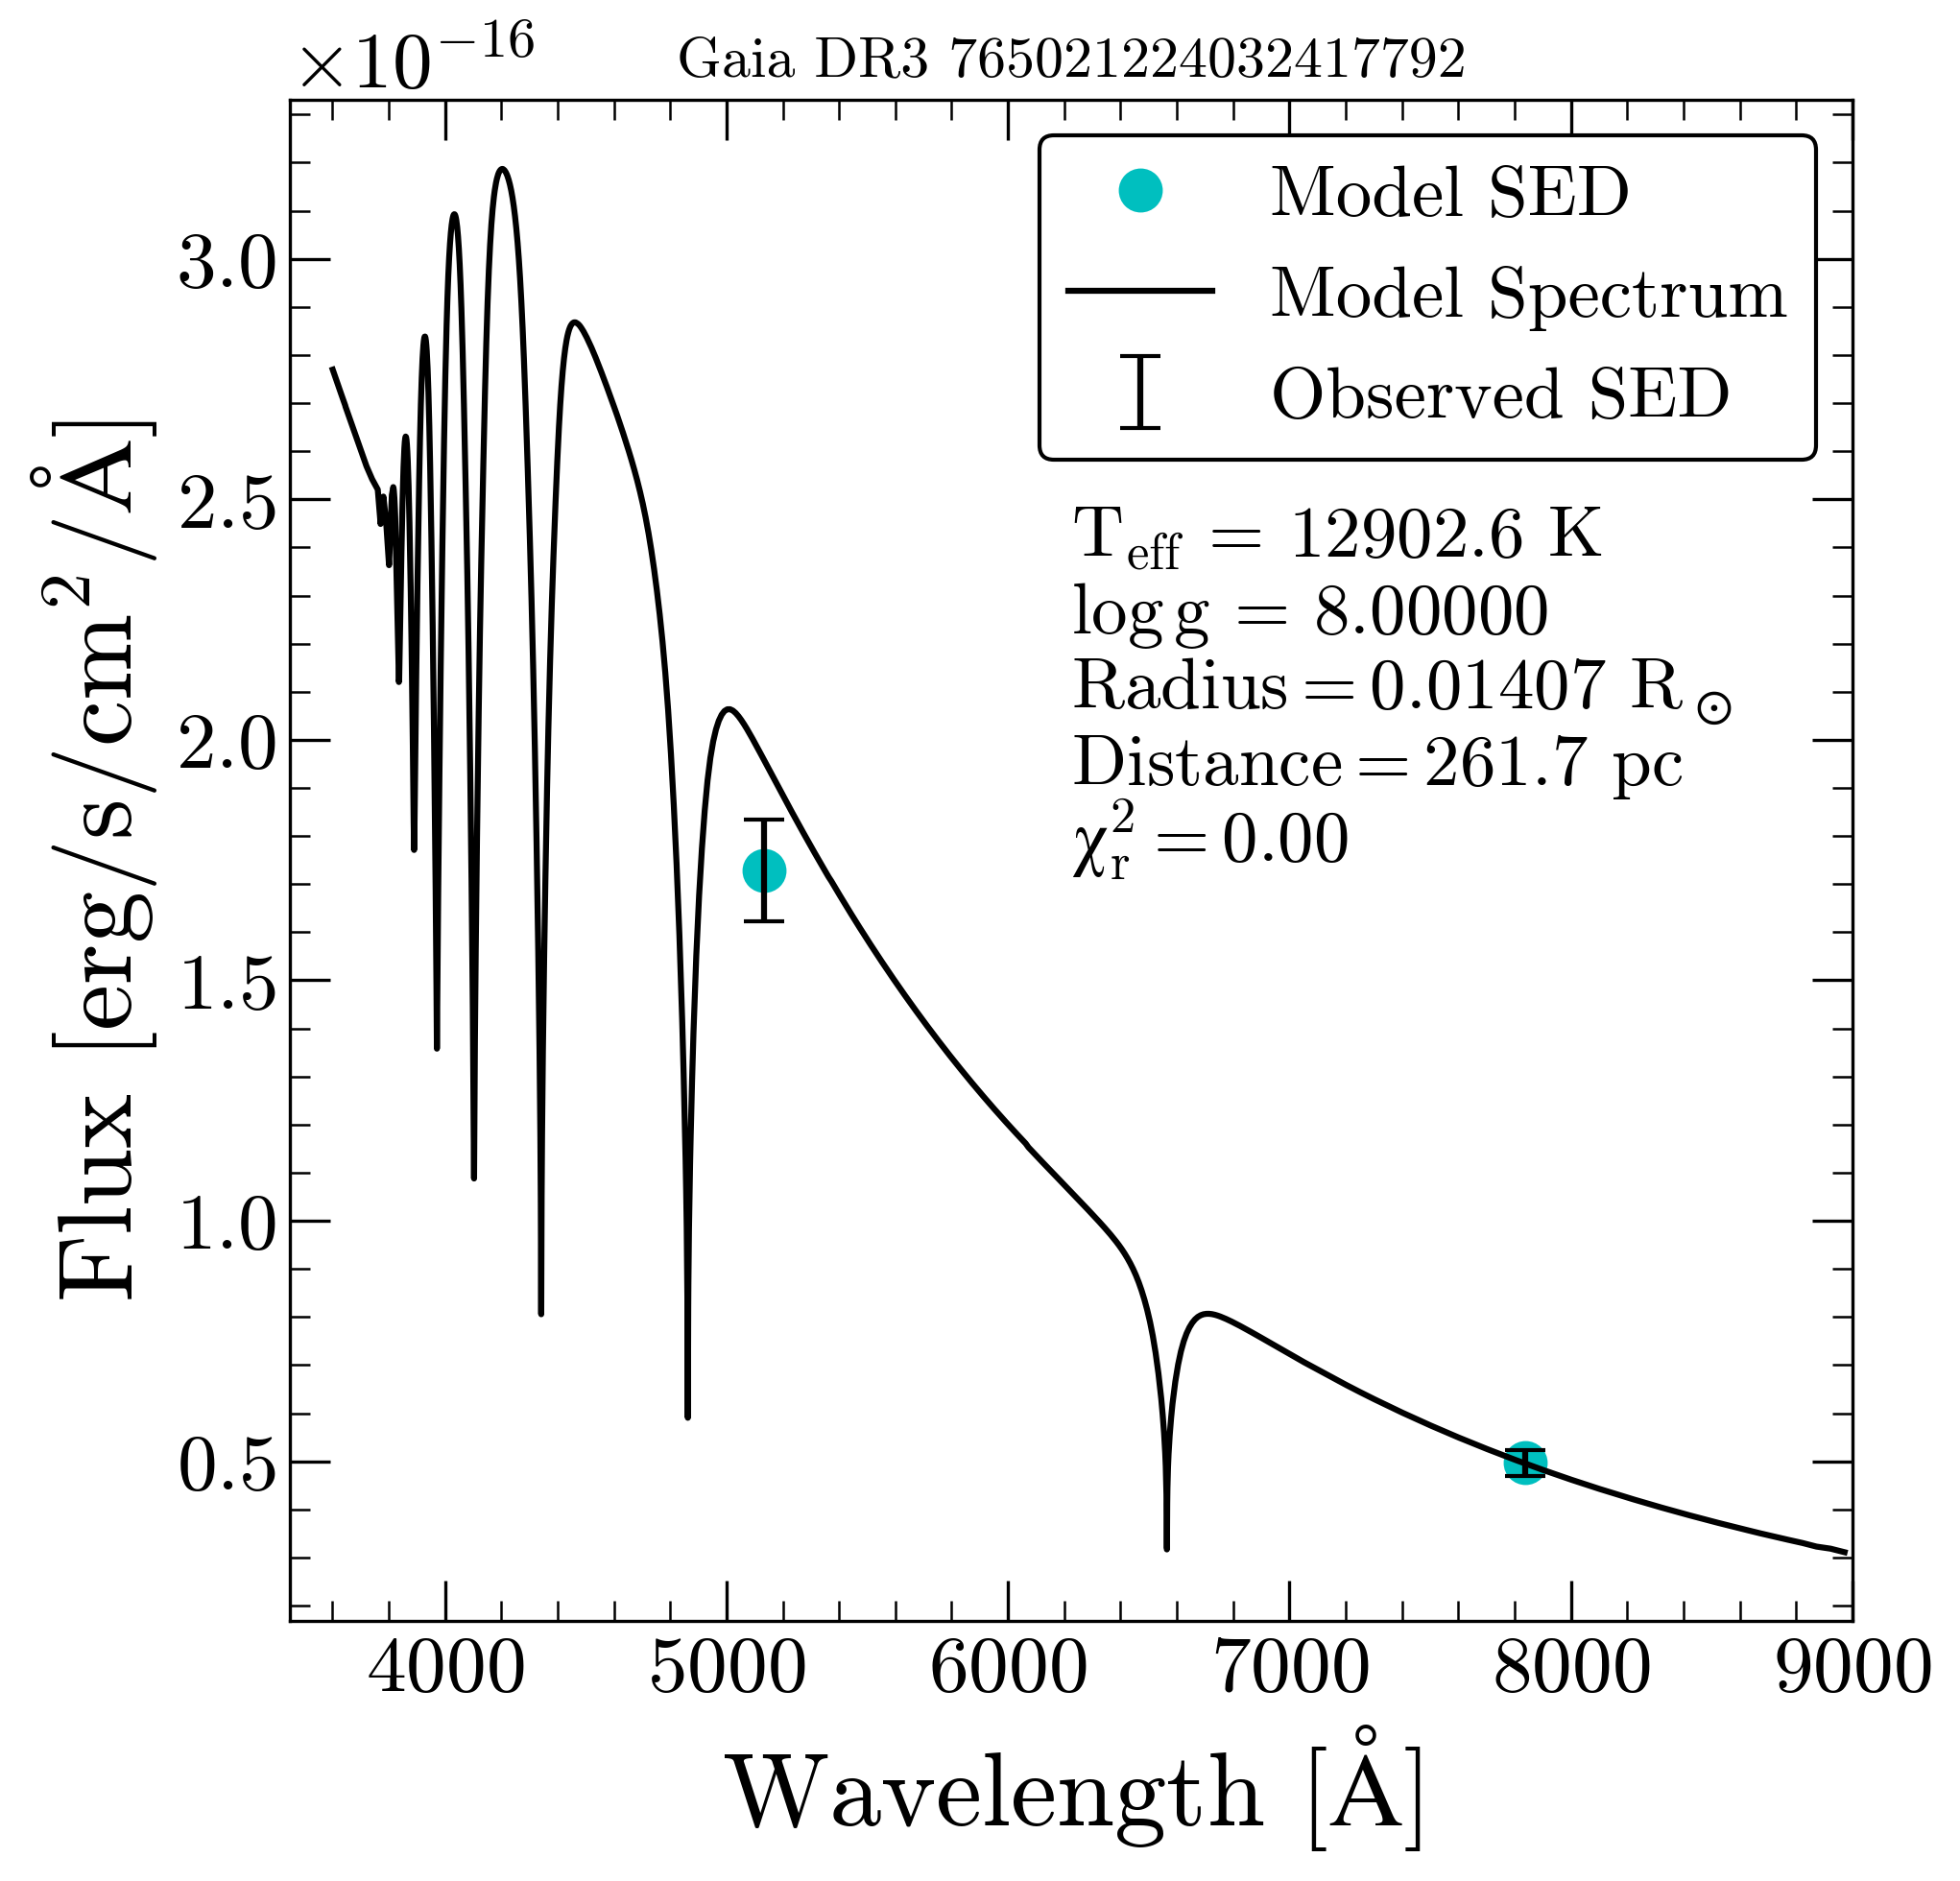 ×10⁻¹⁶
Gaia DR3 765021224032417792
Model SED
Model Spectrum
Observed SED
T_eff = 12902.6 K
log g = 8.00000
Radius = 0.01407 R_⊙
Distance = 261.7 pc
χ²_r = 0.00
3.0
2.5
2.0
1.5
1.0
0.5
Flux [erg/s/cm²/Å]
4000 5000 6000 7000 8000 9000
Wavelength [Å]